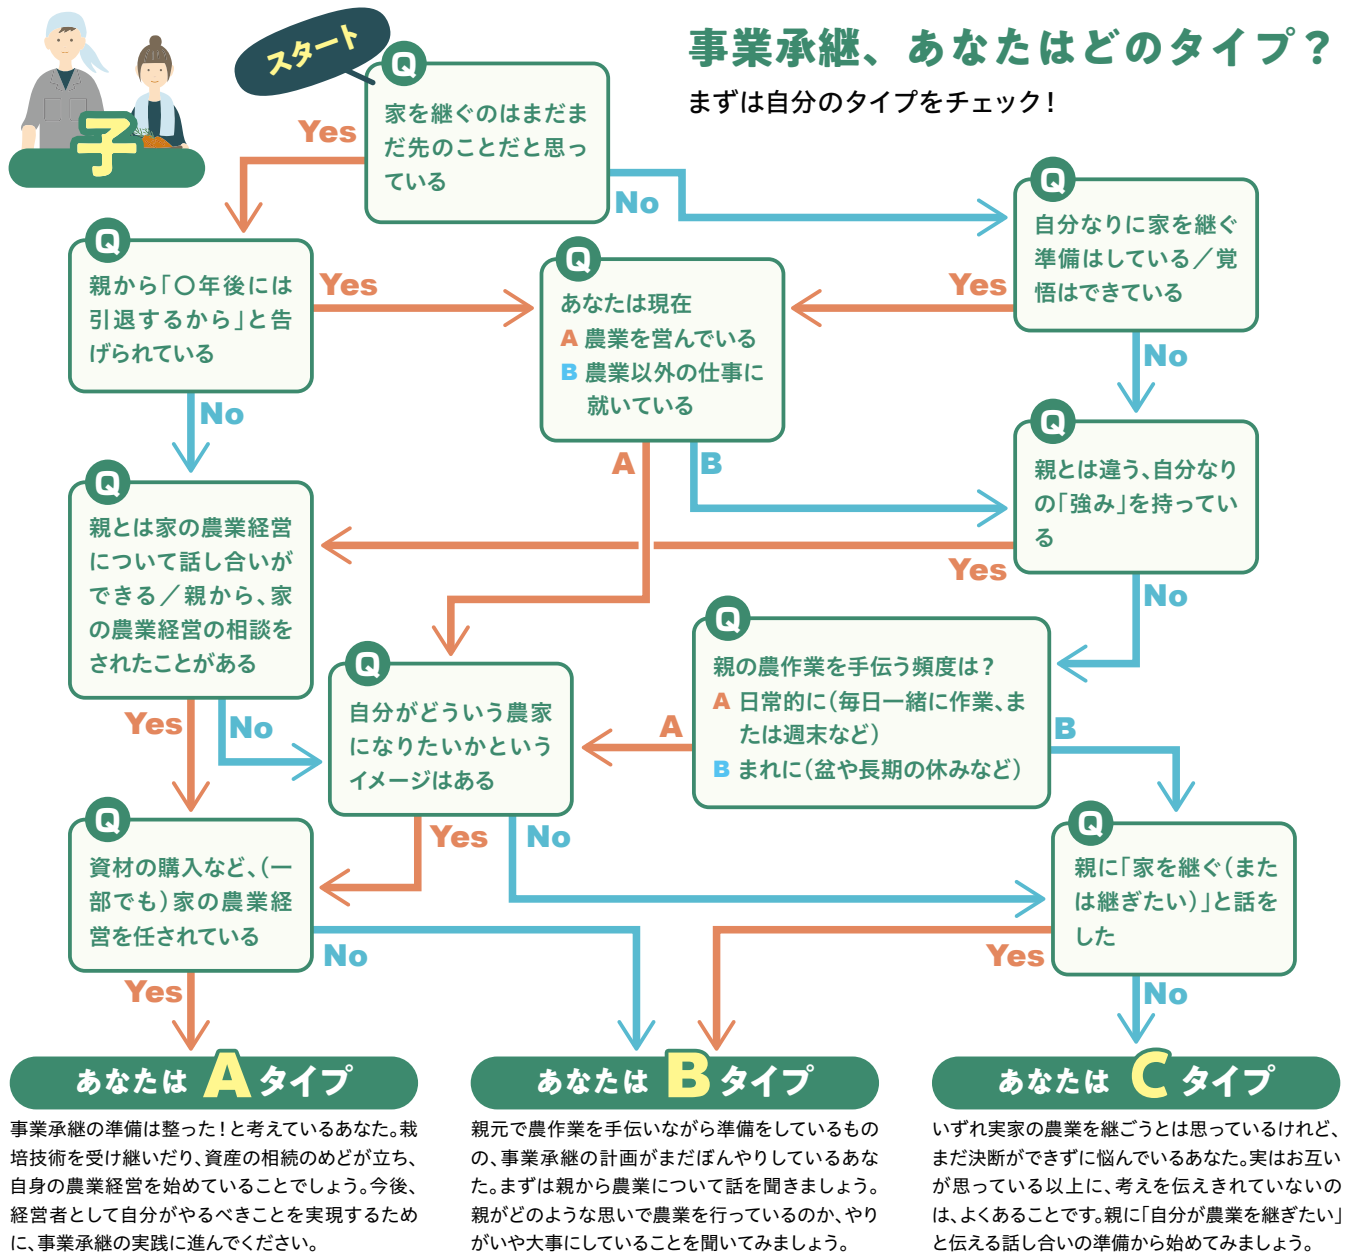 事業承継、あなたはどのタイプ？
まずは自分のタイプをチェック！
子
スタート
Q
家を継ぐのはまだま
だ先のことだと思っ
ている
Yes
No
Q
自分なりに家を継ぐ
準備はしている／覚
悟はできている
Yes
No
Q
親から「〇年後には
引退するから」と告
げられている
Yes
No
Q
あなたは現在
A 農業を営んでいる
B 農業以外の仕事に
就いている
A
B
Q
親とは違う、自分なり
の「強み」を持ってい
る
Yes
No
Q
親とは家の農業経営
について話し合いが
できる／親から、家
の農業経営の相談を
されたことがある
Yes
No
Q
親の農作業を手伝う頻度は？
A 日常的に（毎日一緒に作業、ま
たは週末など）
B まれに（盆や長期の休みなど）
A
B
Q
自分がどういう農家
になりたいかという
イメージはある
Yes
No
Q
資材の購入など、（一
部でも）家の農業経
営を任されている
Yes
No
Q
親に「家を継ぐ（また
は継ぎたい）」と話を
した
Yes
No
あなたは A タイプ
事業承継の準備は整った！と考えているあなた。栽
培技術を受け継いだり、資産の相続のめどが立ち、
自身の農業経営を始めていることでしょう。今後、
経営者として自分がやるべきことを実現するため
に、事業承継の実践に進んでください。
あなたは B タイプ
親元で農作業を手伝いながら準備をしているもの
の、事業承継の計画がまだぼんやりしているあな
た。まずは親から農業について話を聞きましょう。
親がどのような思いで農業を行っているのか、やり
がいや大事にしていることを聞いてみましょう。
あなたは C タイプ
いずれ実家の農業を継ごうとは思っているけれど、
まだ決断ができずに悩んでいるあなた。実はお互い
が思っている以上に、考えを伝えきれていないの
は、よくあることです。親に「自分が農業を継ぎたい」
と伝える話し合いの準備から始めてみましょう。